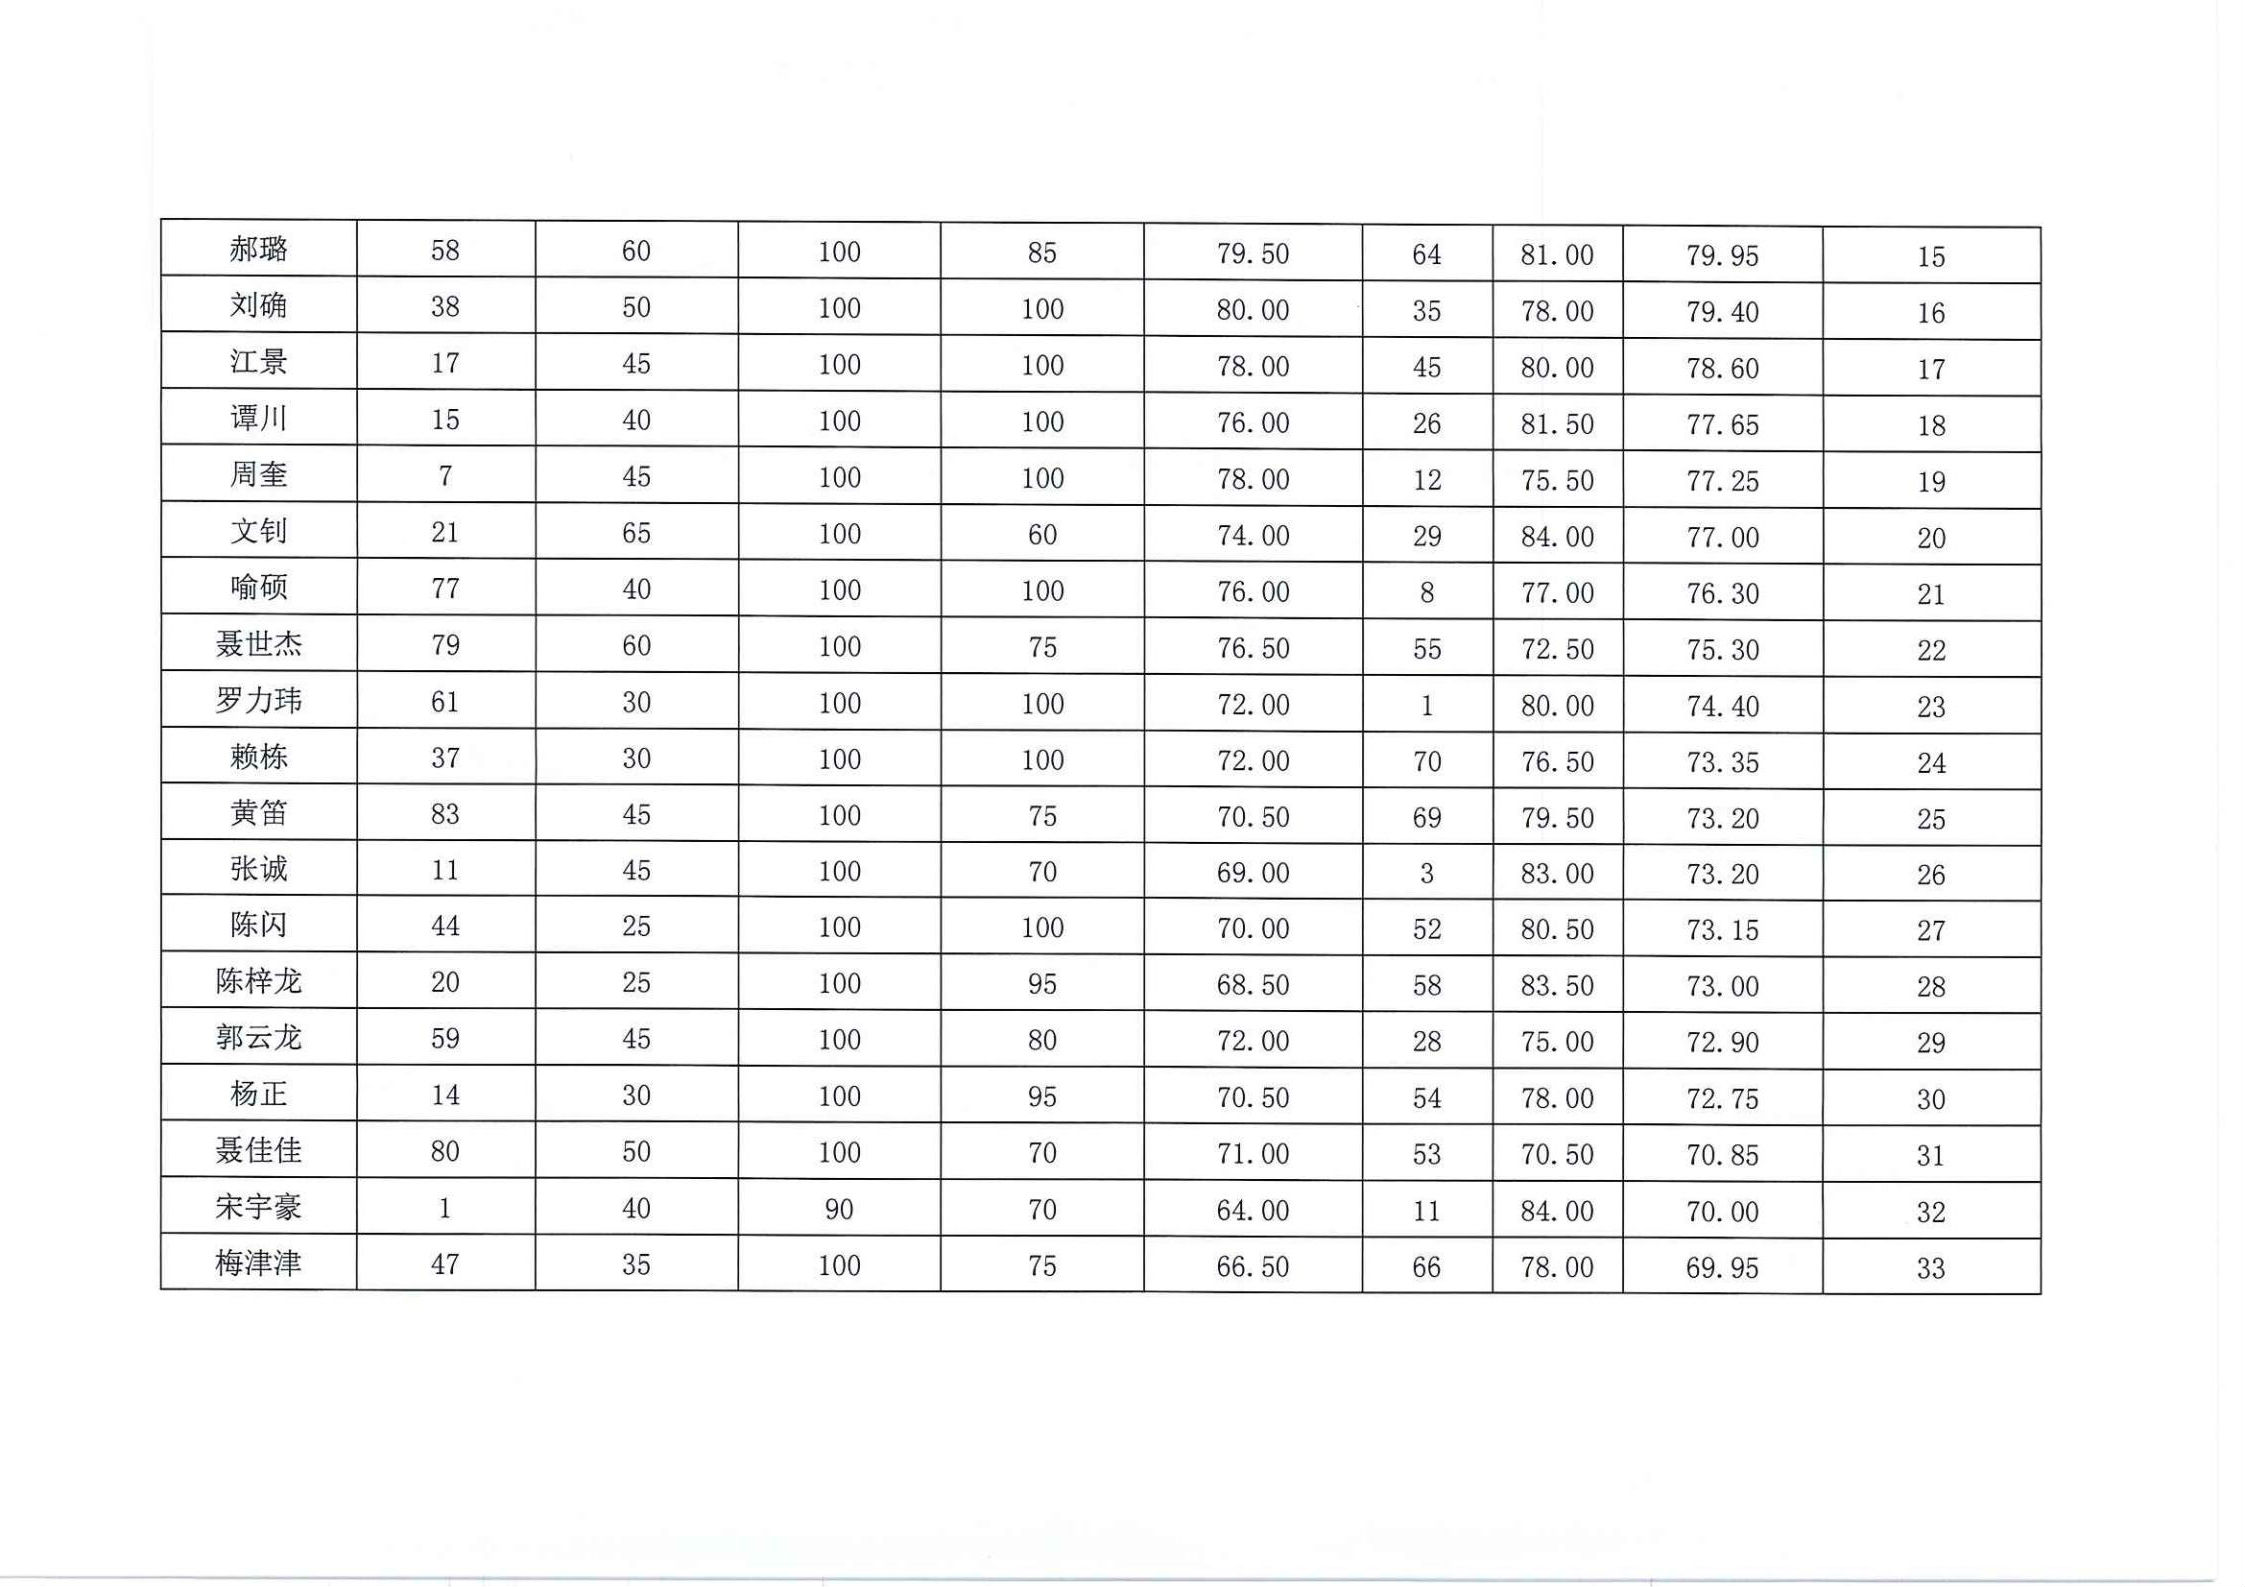 郝璐 58 60 100 85 79.50 64 81.00 79.95 15
刘确 38 50 100 100 80.00 35 78.00 79.40 16
江景 17 45 100 100 78.00 45 80.00 78.60 17
谭川 15 40 100 100 76.00 26 81.50 77.65 18
周奎 7 45 100 100 78.00 12 75.50 77.25 19
文钊 21 65 100 60 74.00 29 84.00 77.00 20
喻硕 77 40 100 100 76.00 8 77.00 76.30 21
聂世杰 79 60 100 75 76.50 55 72.50 75.30 22
罗力玮 61 30 100 100 72.00 1 80.00 74.40 23
赖栋 37 30 100 100 72.00 70 76.50 73.35 24
黄笛 83 45 100 75 70.50 69 79.50 73.20 25
张诚 11 45 100 70 69.00 3 83.00 73.20 26
陈闪 44 25 100 100 70.00 52 80.50 73.15 27
陈梓龙 20 25 100 95 68.50 58 83.50 73.00 28
郭云龙 59 45 100 80 72.00 28 75.00 72.90 29
杨正 14 30 100 95 70.50 54 78.00 72.75 30
聂佳佳 80 50 100 70 71.00 53 70.50 70.85 31
宋宇豪 1 40 90 70 64.00 11 84.00 70.00 32
梅津津 47 35 100 75 66.50 66 78.00 69.95 33